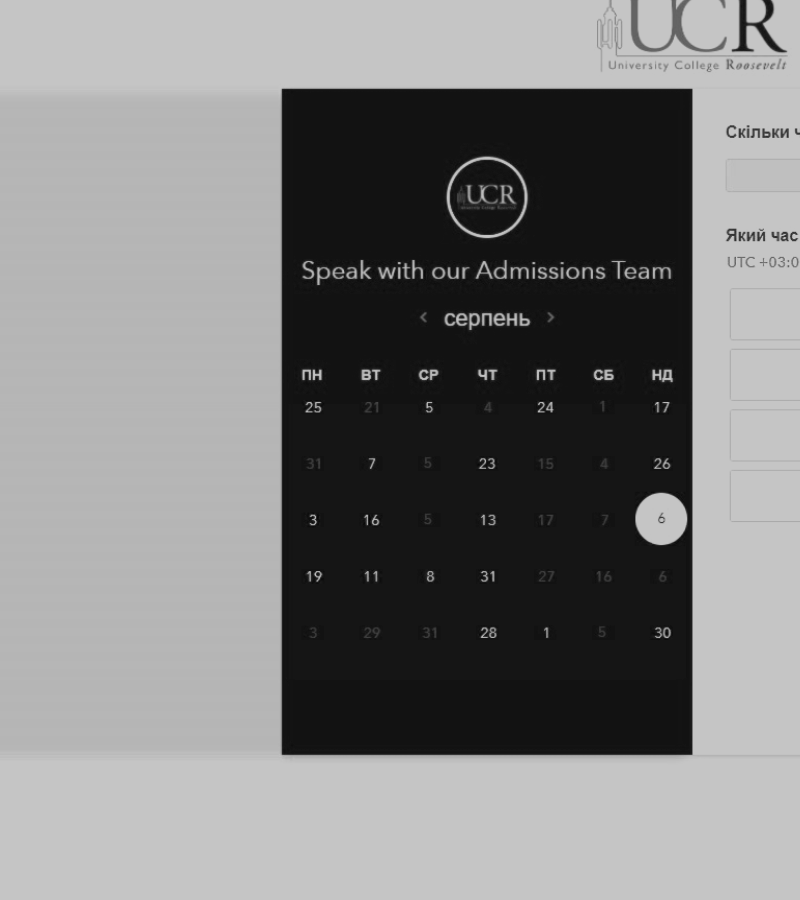 UCR
University College Roosevelt
UCR
Speak with our Admissions Team
< серпень >
ПН ВТ СР ЧТ ПТ СБ НД
25 21 5 4 24 1 17
31 7 5 23 15 4 26
3 16 5 13 17 7 6
19 11 8 31 27 16 6
3 29 31 28 1 5 30
Скільки ч
Який час
UTC +03:0